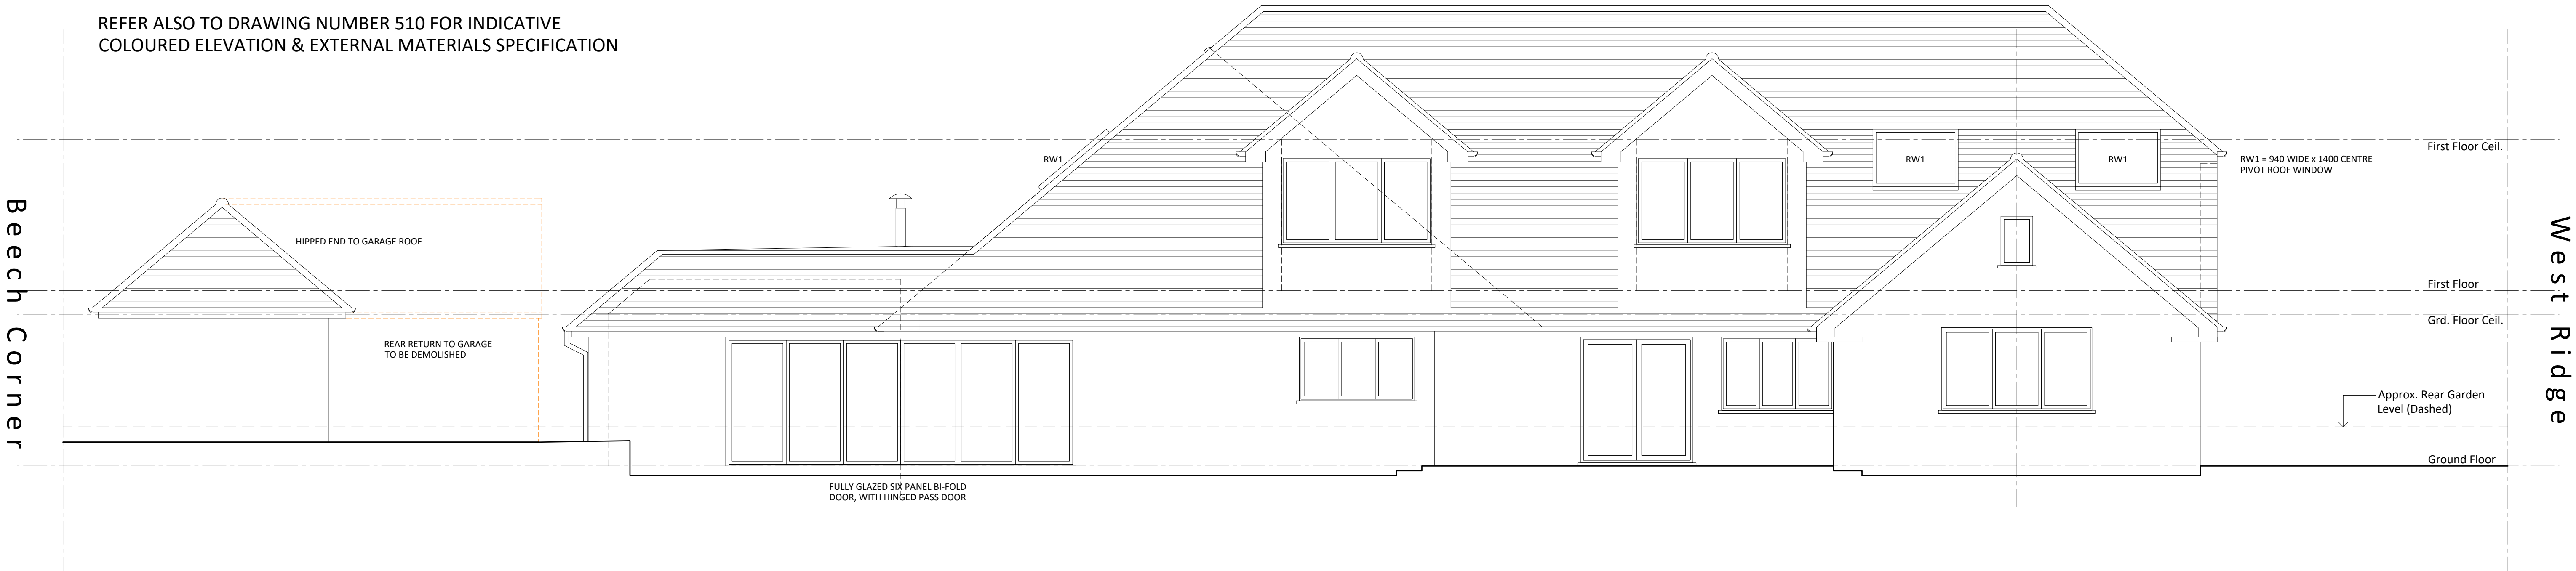 REFER ALSO TO DRAWING NUMBER 510 FOR INDICATIVE
COLOURED ELEVATION & EXTERNAL MATERIALS SPECIFICATION
Beech Corner
HIPPED END TO GARAGE ROOF
REAR RETURN TO GARAGE
TO BE DEMOLISHED
RW1
FULLY GLAZED SIX PANEL BI-FOLD
DOOR, WITH HINGED PASS DOOR
RW1
RW1
RW1 = 940 WIDE x 1400 CENTRE
PIVOT ROOF WINDOW
First Floor Ceil.
First Floor
Grd. Floor Ceil.
Approx. Rear Garden
Level (Dashed)
Ground Floor
West Ridge